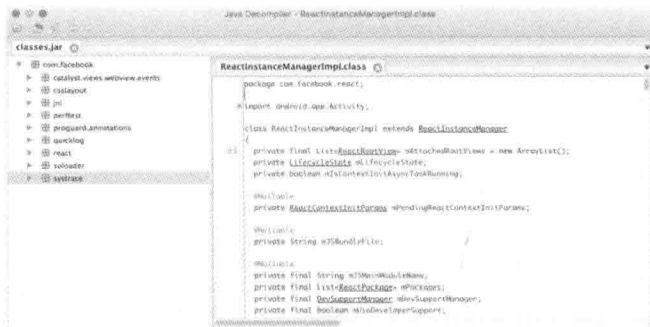 Java Decompiler - ReactInstanceManagerImpl.class
classes.jar
com.facebook
catalyst.views.webview.events
csslayout
jni
perftest
proguard.annotations
quicklog
react
soloader
systrace
ReactInstanceManagerImpl.class
package com.facebook.react;
import android.app.Activity;
class ReactInstanceManagerImpl extends ReactInstanceManager
{
private final List<ReactRootView> mAttachedRootViews = new ArrayList();
private LifecycleState mLifecycleState;
private boolean mIsContextInitAsyncTaskRunning;
@Nullable
private ReactContextInitParams mPendingReactContextInitParams;
@Nullable
private String mJSBundleFile;
@Nullable
private final String mJSMainModuleName;
private final List<ReactPackage> mPackages;
private final DevSupportManager mDevSupportManager;
private final boolean mUseDeveloperSupport;